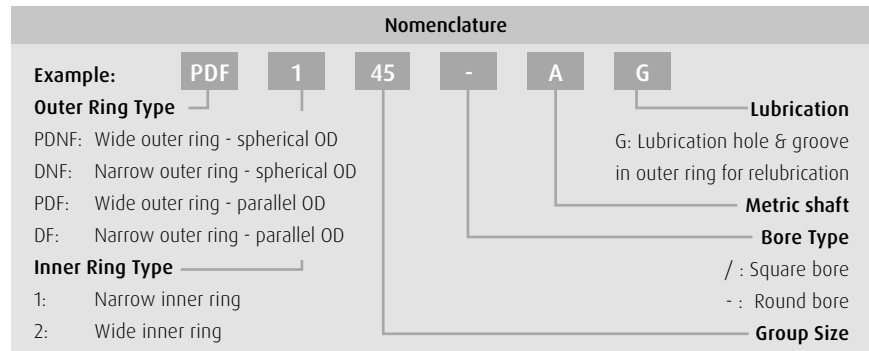 Nomenclature
Example: PDF 1 45 - A G
Outer Ring Type
Lubrication
PDNF: Wide outer ring - spherical OD
G: Lubrication hole & groove
DNF: Narrow outer ring - spherical OD
in outer ring for relubrication
PDF: Wide outer ring - parallel OD
Metric shaft
DF: Narrow outer ring - parallel OD
Bore Type
Inner Ring Type
/ : Square bore
1: Narrow inner ring
- : Round bore
2: Wide inner ring
Group Size